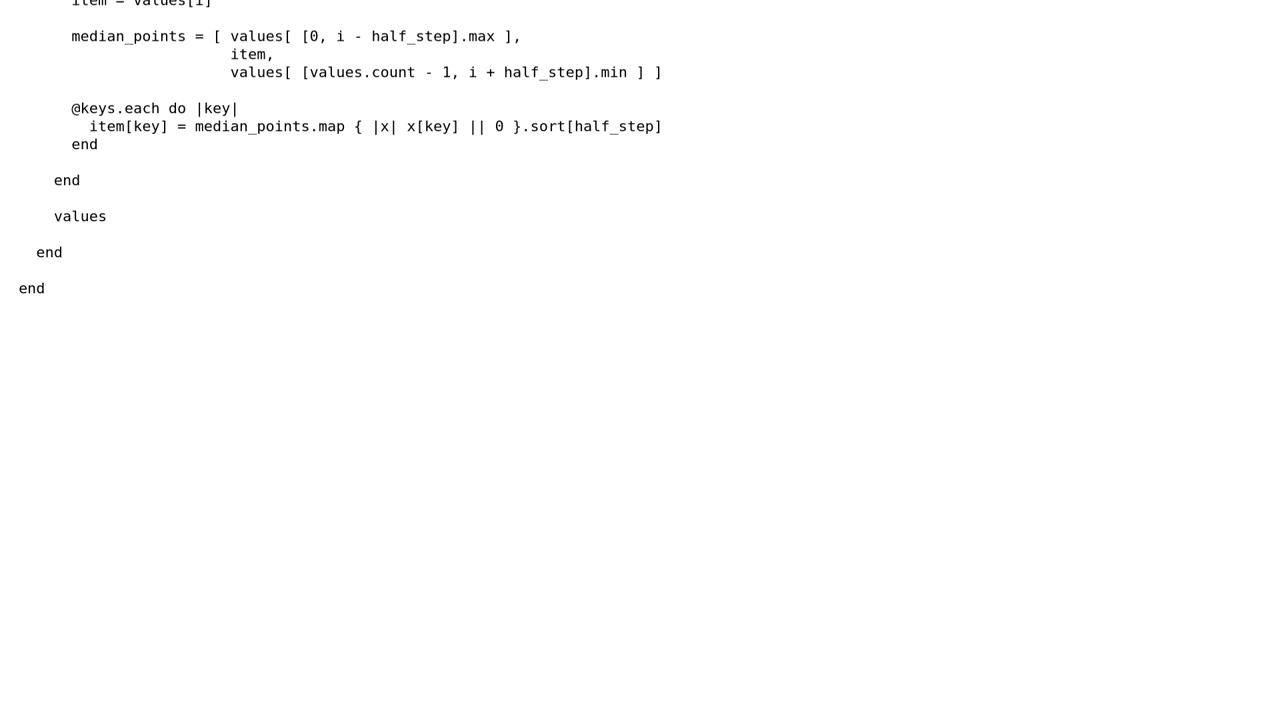 item = values[i]
median_points = [ values[ [0, i - half_step].max ],
item,
values[ [values.count - 1, i + half_step].min ] ]
@keys.each do |key|
item[key] = median_points.map { |x| x[key] || 0 }.sort[half_step]
end
end
values
end
end